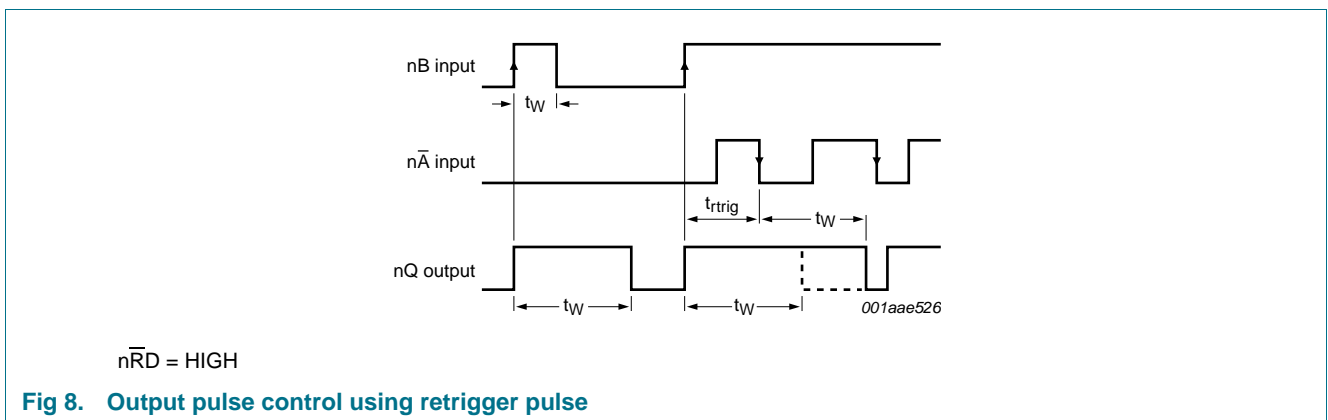 nB input
tW
nA̅ input
trtrig
tW
nQ output
tW
tW
001aae526
nR̅D = HIGH
Fig 8. Output pulse control using retrigger pulse